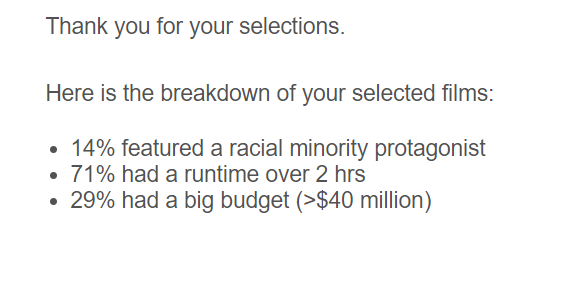 Thank you for your selections.
Here is the breakdown of your selected films:
• 14% featured a racial minority protagonist
• 71% had a runtime over 2 hrs
• 29% had a big budget (>$40 million)